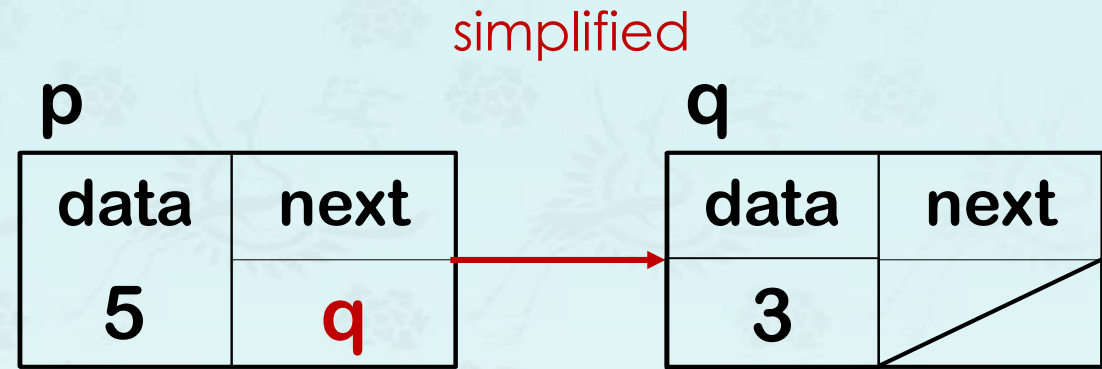 simplified
p q
data next data next
5 q 3